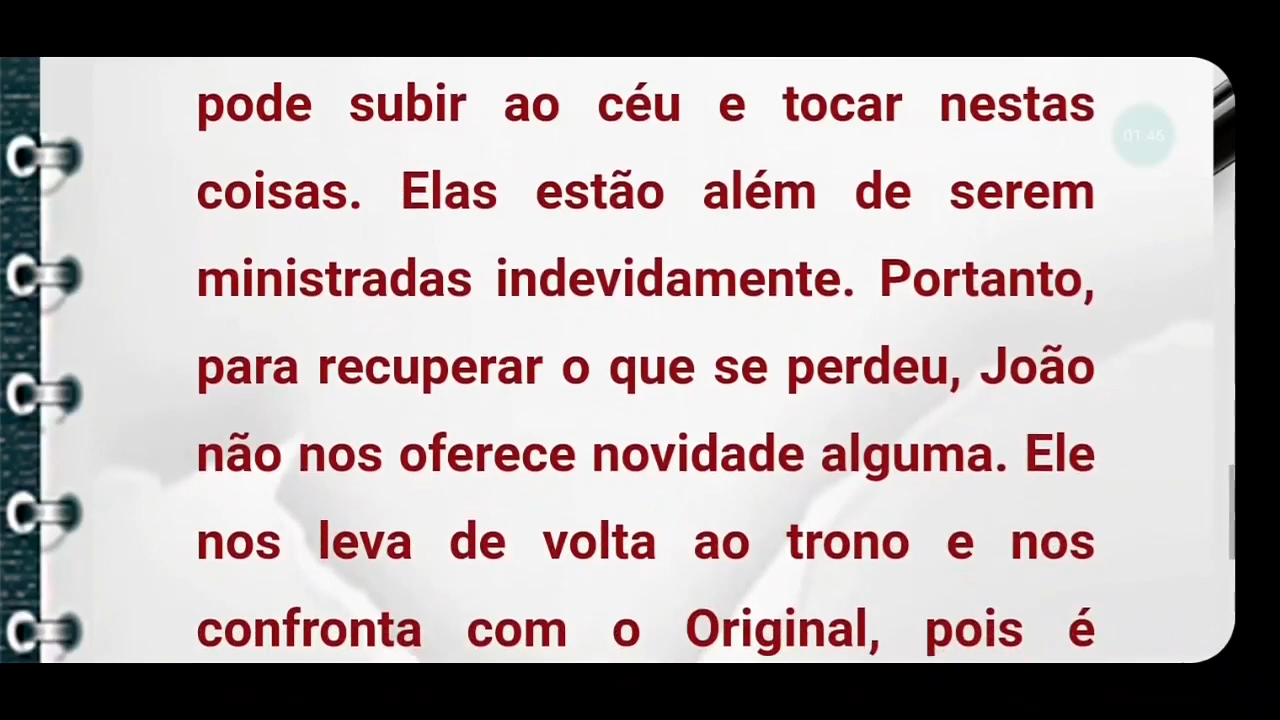 pode subir ao céu e tocar nestas
coisas. Elas estão além de serem
ministradas indevidamente. Portanto,
para recuperar o que se perdeu, João
não nos oferece novidade alguma. Ele
nos leva de volta ao trono e nos
confronta com o Original, pois é
01:45